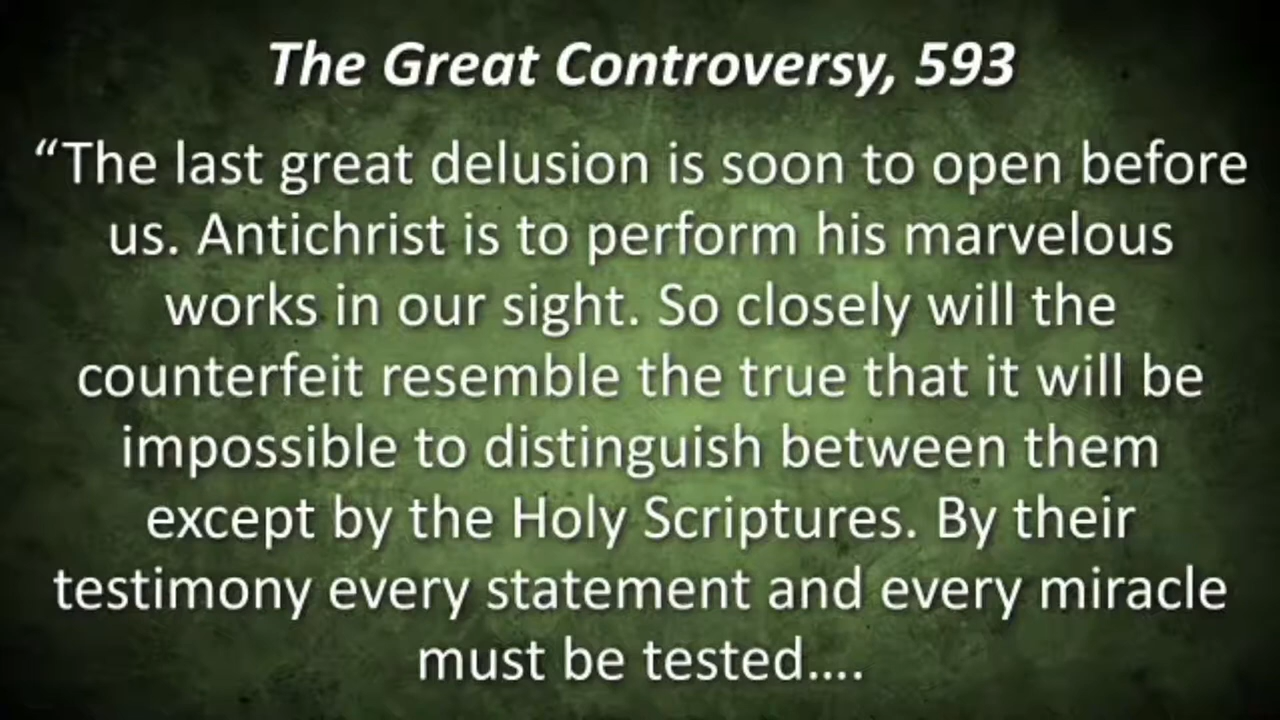 The Great Controversy, 593
“The last great delusion is soon to open before
us. Antichrist is to perform his marvelous
works in our sight. So closely will the
counterfeit resemble the true that it will be
impossible to distinguish between them
except by the Holy Scriptures. By their
testimony every statement and every miracle
must be tested....